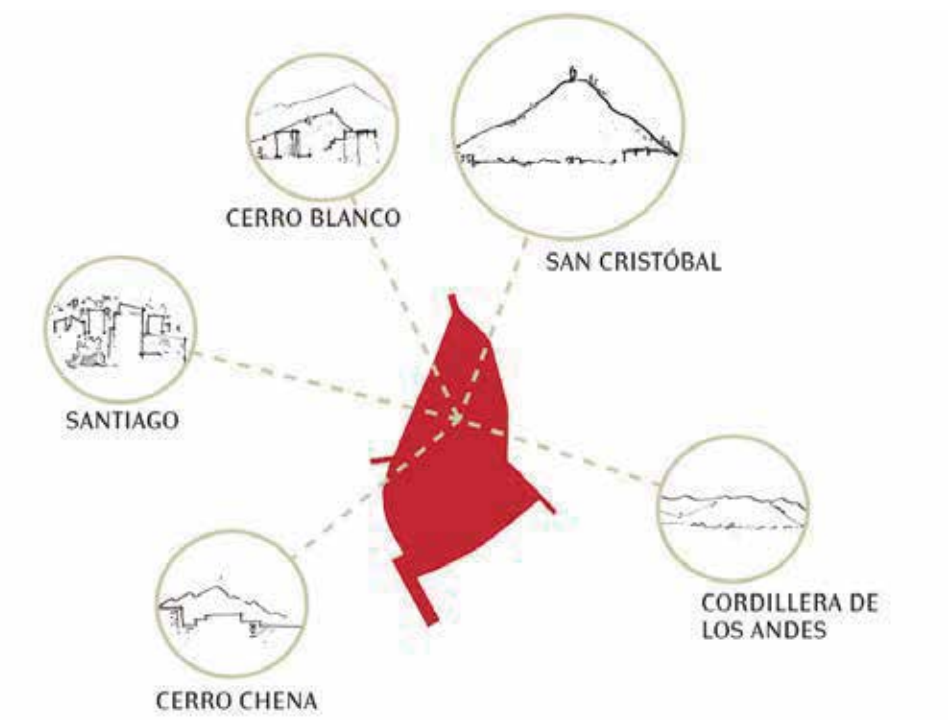 CERRO BLANCO
SAN CRISTÓBAL
SANTIAGO
CORDILLERA DE
LOS ANDES
CERRO CHENA